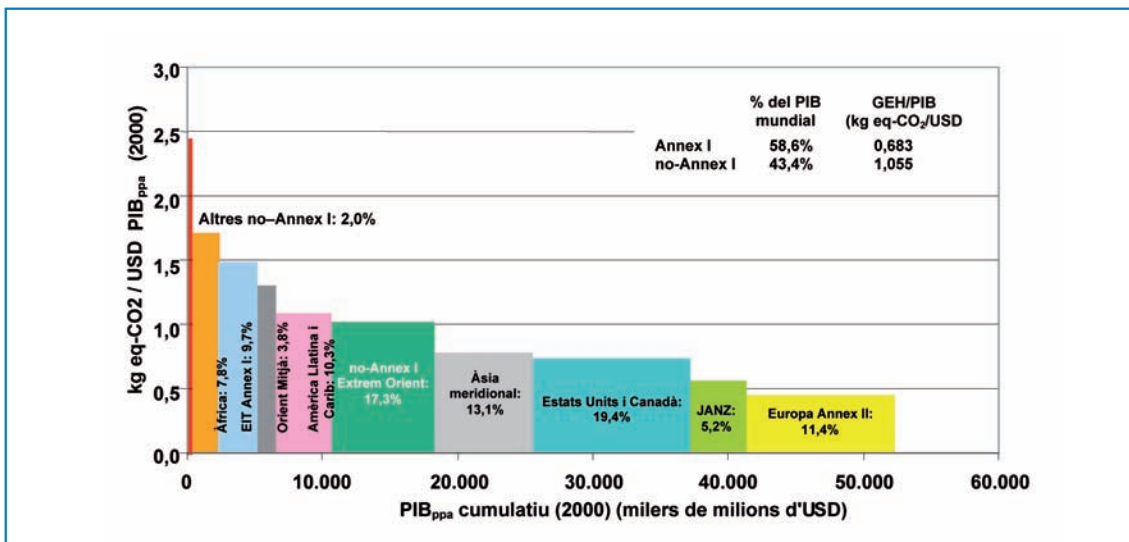 kg eq-CO2 / USD PIBppa (2000)
3,0
2,5
2,0
1,5
1,0
0,5
0,0
% del PIB mundial
GEH/PIB (kg eq-CO₂/USD
Annex I 58,6% 0,683
no-Annex I 43,4% 1,055
Altres no–Annex I: 2,0%
Àfrica: 7,8%
EIT Annex I: 9,7%
Orient Mitjà: 3,8%
Amèrica Llatina i
Carib: 10,3%
no-Annex I
Extrem Orient:
17,3%
Àsia
meridional:
13,1%
Estats Units i Canadà:
19,4%
JANZ:
5,2%
Europa Annex II:
11,4%
0 10.000 20.000 30.000 40.000 50.000 60.000
PIBppa cumulatiu (2000) (milers de milions d'USD)